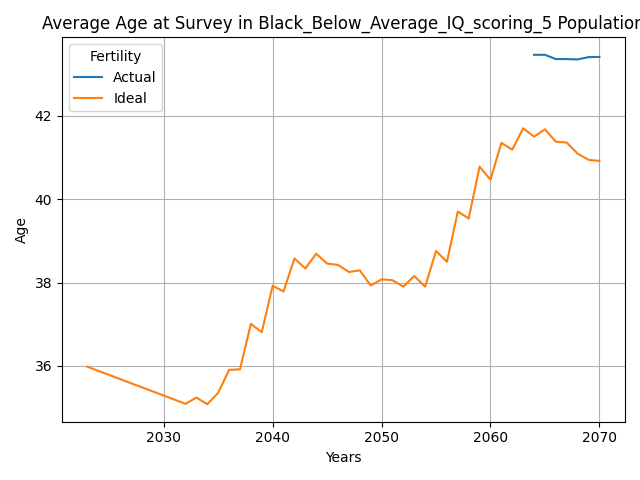 Average Age at Survey in Black_Below_Average_IQ_scoring_5 Population
Fertility
Actual
Ideal
42
40
38
36
Age
2030 2040 2050 2060 2070
Years